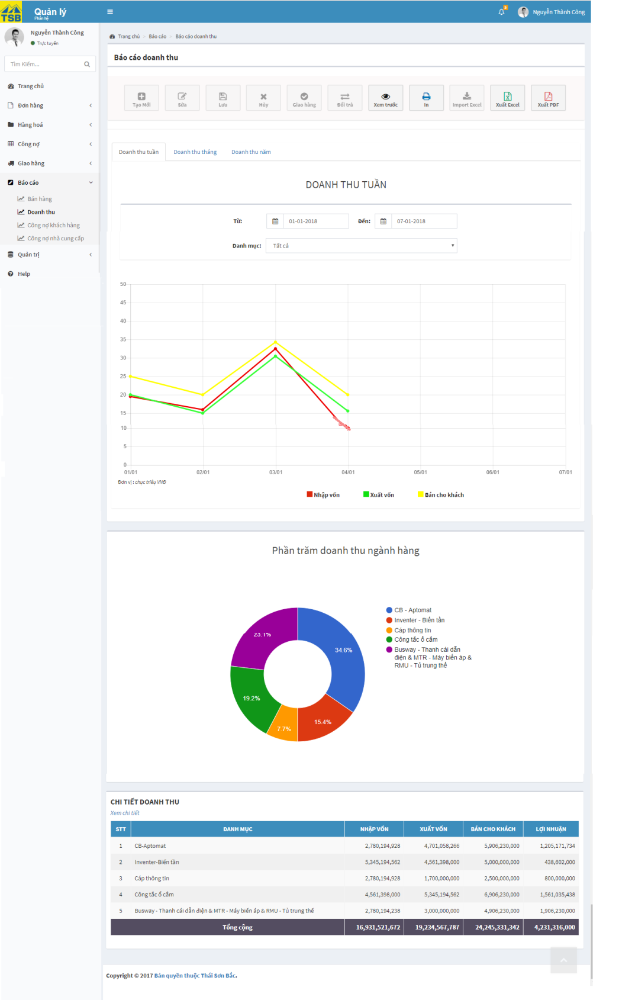 TSB
Quản lý
Phân hệ
5
Nguyễn Thành Công
Nguyễn Thành Công
Trực tuyến
Tìm Kiếm...
Trang chủ
Đơn hàng
Hàng hoá
Công nợ
Giao hàng
Báo cáo
Bán hàng
Doanh thu
Công nợ khách hàng
Công nợ nhà cung cấp
Quản trị
Help
Trang chủ > Báo cáo > Báo cáo doanh thu
Báo cáo doanh thu
Tạo Mới Sửa Lưu Hủy Giao hàng Đổi trả Xem trước In Import Excel Xuất Excel Xuất PDF
Doanh thu tuần Doanh thu tháng Doanh thu năm
DOANH THU TUẦN
Từ: 01-01-2018 Đến: 07-01-2018
Danh mục: Tất cả
50
45
40
35
30
25
20
15
10
5
0
01/01 02/01 03/01 04/01 05/01 06/01 07/01
Đơn vị : chục triệu VNĐ
Nhập vốn Xuất vốn Bán cho khách
Phần trăm doanh thu ngành hàng
23.1%
34.6%
19.2%
7.7%
15.4%
CB - Aptomat
Inventer - Biến tần
Cáp thông tin
Công tắc ổ cắm
Busway - Thanh cái dẫn
điện & MTR - Máy biến áp &
RMU - Tủ trung thế
CHI TIẾT DOANH THU
Xem chi tiết
STT DANH MỤC NHẬP VỐN XUẤT VỐN BÁN CHO KHÁCH LỢI NHUẬN
1 CB-Aptomat 2,780,194,928 4,701,058,266 5,906,230,000 1,205,171,734
2 Inventer-Biến tần 5,345,194,562 4,561,398,000 5,000,000,000 438,602,000
3 Cáp thông tin 2,780,194,928 1,700,000,000 2,500,000,000 800,000,000
4 Công tắc ổ cắm 4,561,398,000 5,345,194,562 6,906,230,000 1,561,035,438
5 Busway - Thanh cái dẫn điện & MTR - Máy biến áp & RMU - Tủ trung thế 2,780,194,238 3,000,000,000 4,906,230,000 1,906,230,000
Tổng cộng 16,931,521,672 19,234,567,787 24,245,331,342 4,231,316,000
Copyright © 2017 Bản quyền thuộc Thái Sơn Bắc.